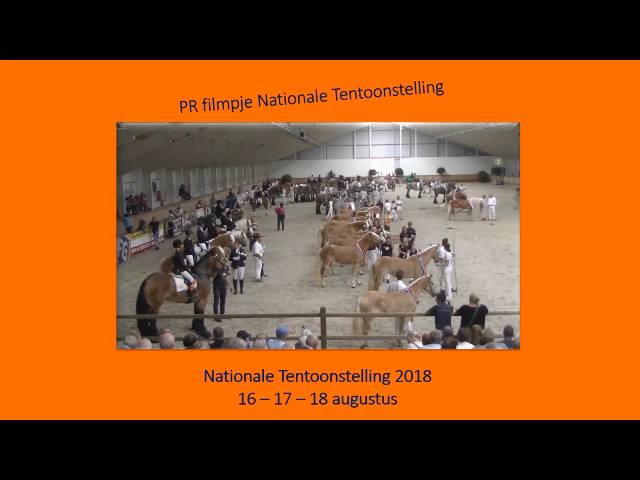 PR filmpje Nationale Tentoonstelling
Nationale Tentoonstelling 2018
16 – 17 – 18 augustus